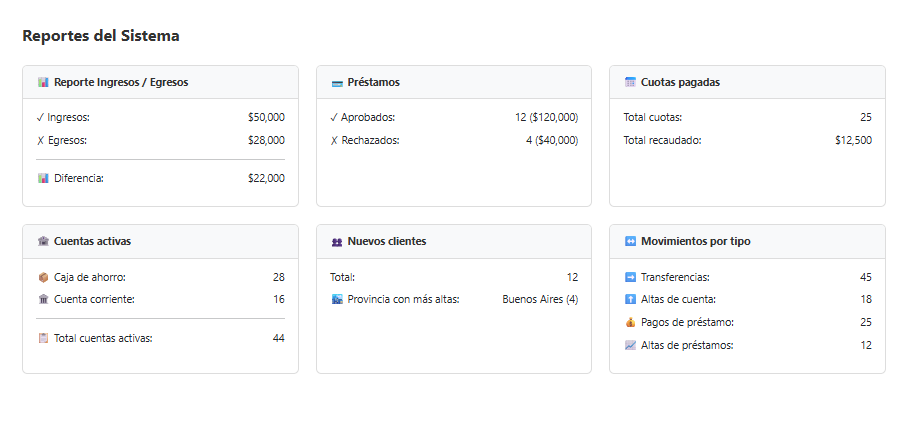 Reportes del Sistema
Reporte Ingresos / Egresos
✓ Ingresos: $50,000
✗ Egresos: $28,000
Diferencia: $22,000
Préstamos
✓ Aprobados: 12 ($120,000)
✗ Rechazados: 4 ($40,000)
Cuotas pagadas
Total cuotas: 25
Total recaudado: $12,500
Cuentas activas
Caja de ahorro: 28
Cuenta corriente: 16
Total cuentas activas: 44
Nuevos clientes
Total: 12
Provincia con más altas: Buenos Aires (4)
Movimientos por tipo
Transferencias: 45
Altas de cuenta: 18
Pagos de préstamo: 25
Altas de préstamos: 12